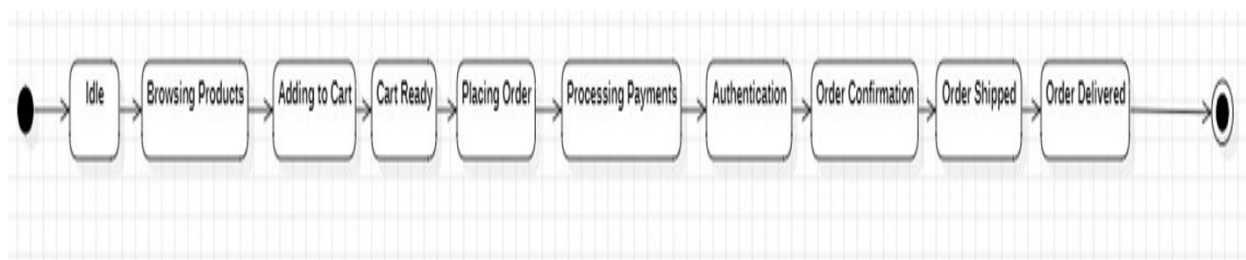 Idle
Browsing Products
Adding to Cart
Cart Ready
Placing Order
Processing Payments
Authentication
Order Confirmation
Order Shipped
Order Delivered